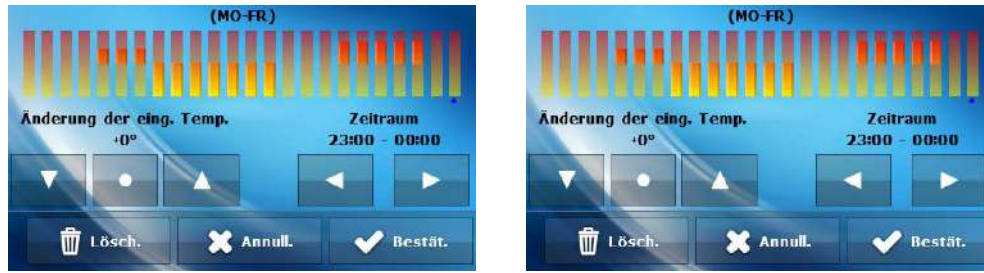 (MO-FR)
Änderung der eing. Temp.
Zeitraum
+0°
23:00 - 00:00
Lösch.
Annull.
Bestät.
(MO-FR)
Änderung der eing. Temp.
Zeitraum
+0°
23:00 - 00:00
Lösch.
Annull.
Bestät.